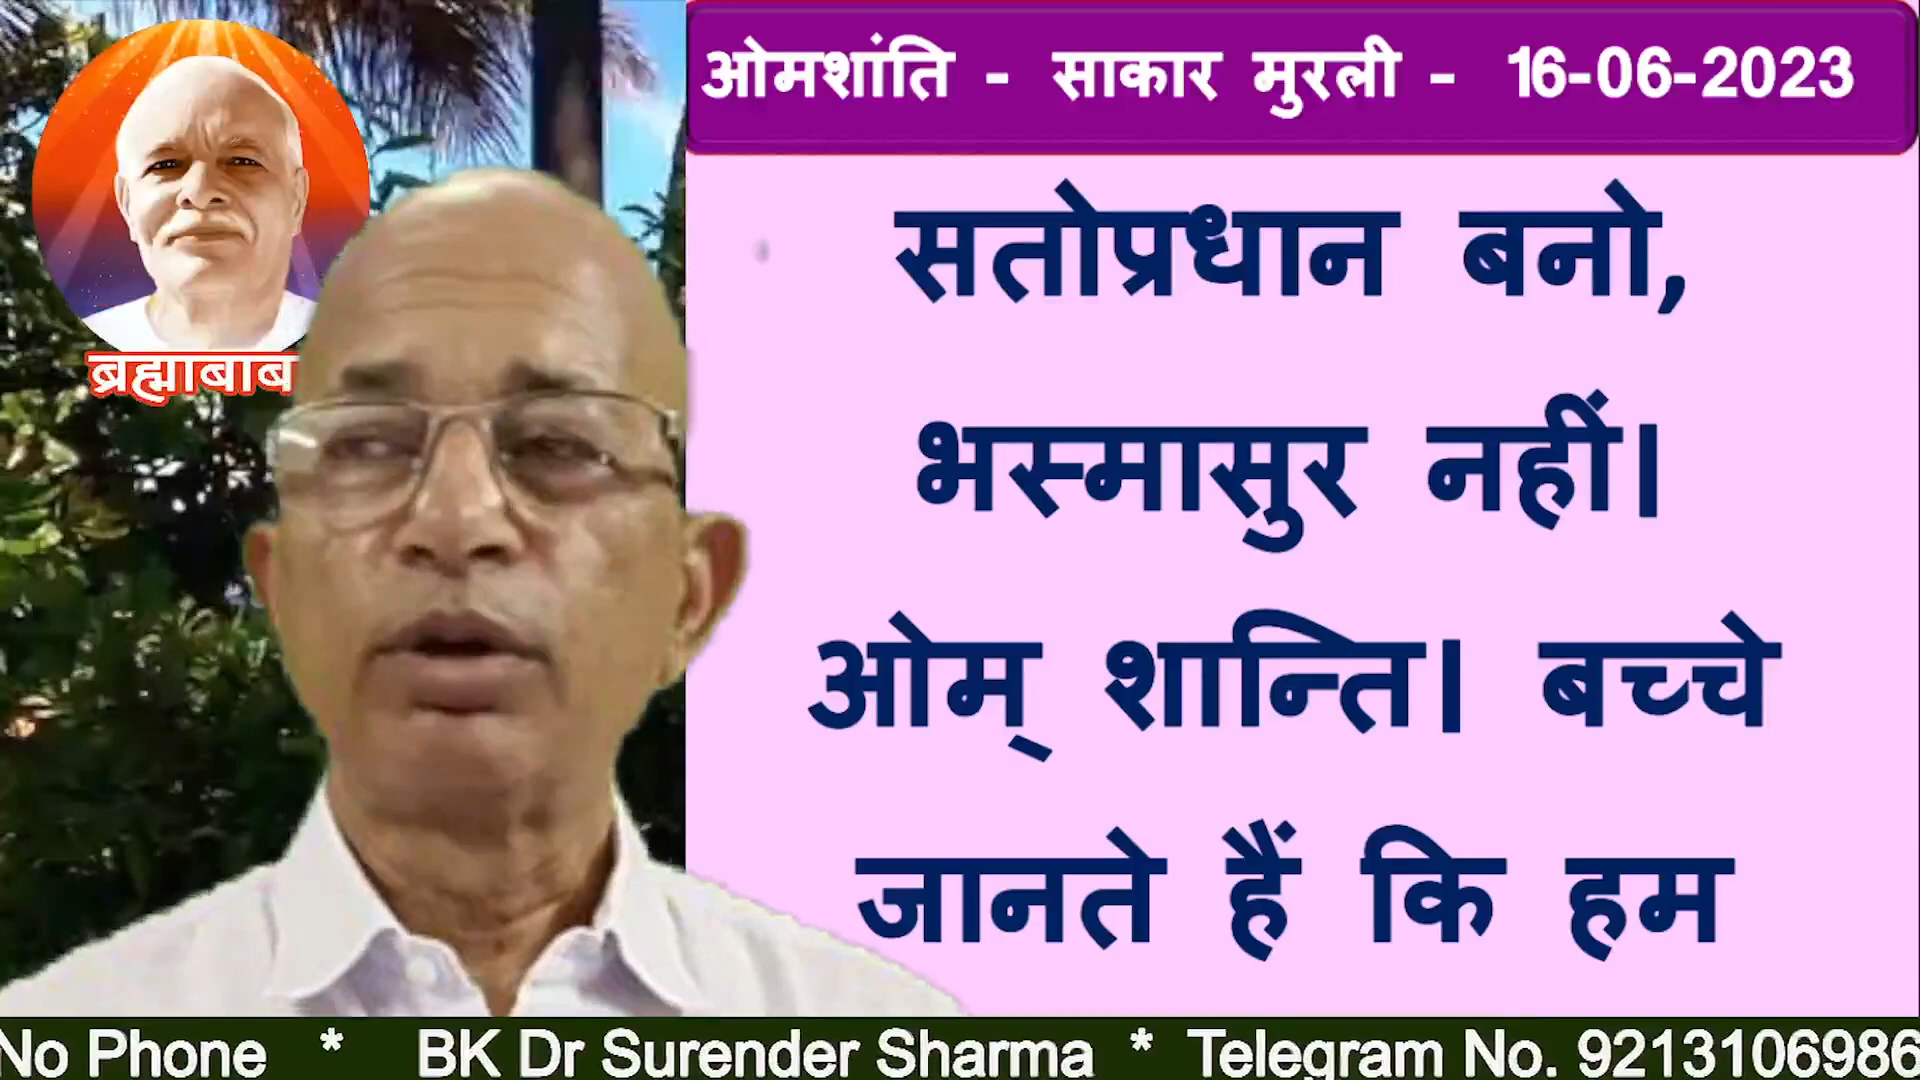 ओमशांति - साकार मुरली - 16-06-2023
ब्रह्माबाब
सतोप्रधान बनो,
भस्मासुर नहीं।
ओम् शान्ति। बच्चे
जानते हैं कि हम
No Phone * BK Dr Surender Sharma * Telegram No. 9213106986